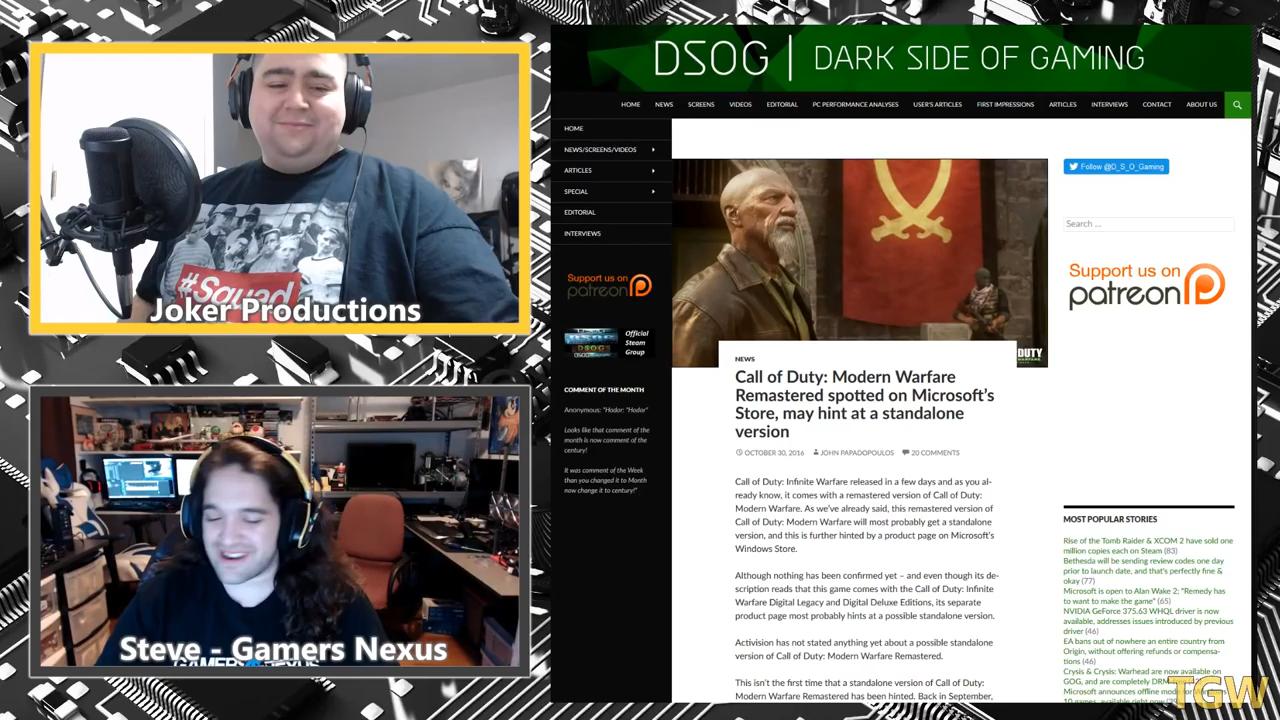 #Squad
Joker Productions
Steve - Gamers Nexus
DSOG | DARK SIDE OF GAMING
HOME NEWS SCREENS VIDEOS EDITORIAL PC PERFORMANCE ANALYSES USER'S ARTICLES FIRST IMPRESSIONS ARTICLES INTERVIEWS CONTACT ABOUT US
HOME
NEWS/SCREENS/VIDEOS
ARTICLES
SPECIAL
EDITORIAL
INTERVIEWS
Support us on
patreon
Official
Steam
Group
DSOG
COMMENT OF THE MONTH
Anonymous: "Hodor: "Hodor"
Looks like that comment of the
month is now comment of the
century!
It was comment of the Week
than you changed it to Month
now change it to century!"
DUTY
NEWS
Call of Duty: Modern Warfare
Remastered spotted on Microsoft's
Store, may hint at a standalone
version
OCTOBER 30, 2016 JOHN PAPADOPOULOS 20 COMMENTS
Call of Duty: Infinite Warfare released in a few days and as you al-
ready know, it comes with a remastered version of Call of Duty:
Modern Warfare. As we've already said, this remastered version of
Call of Duty: Modern Warfare will most probably get a standalone
version, and this is further hinted by a product page on Microsoft's
Windows Store.
Although nothing has been confirmed yet – and even though its de-
scription reads that this game comes with the Call of Duty: Infinite
Warfare Digital Legacy and Digital Deluxe Editions, its separate
product page most probably hints at a possible standalone version.
Activision has not stated anything yet about a possible standalone
version of Call of Duty: Modern Warfare Remastered.
This isn't the first time that a standalone version of Call of Duty:
Modern Warfare Remastered has been hinted. Back in September,
Follow @D_S_O_Gaming
Search ...
Support us on
patreon
MOST POPULAR STORIES
Rise of the Tomb Raider & XCOM 2 have sold one
million copies each on Steam (83)
Bethesda will be sending review codes one day
prior to launch date, and that's perfectly fine &
okay (77)
Microsoft is open to Alan Wake 2; "Remedy has
to want to make the game" (65)
NVIDIA GeForce 375.63 WHQL driver is now
available, addresses issues introduced by previous
driver (46)
EA bans out of nowhere an entire country from
Origin, without offering refunds or compensa-
tions (46)
Crysis & Crysis: Warhead are now available on
GOG, and are completely DRM
Microsoft announces offline mode for
10 games, available right now
TGW